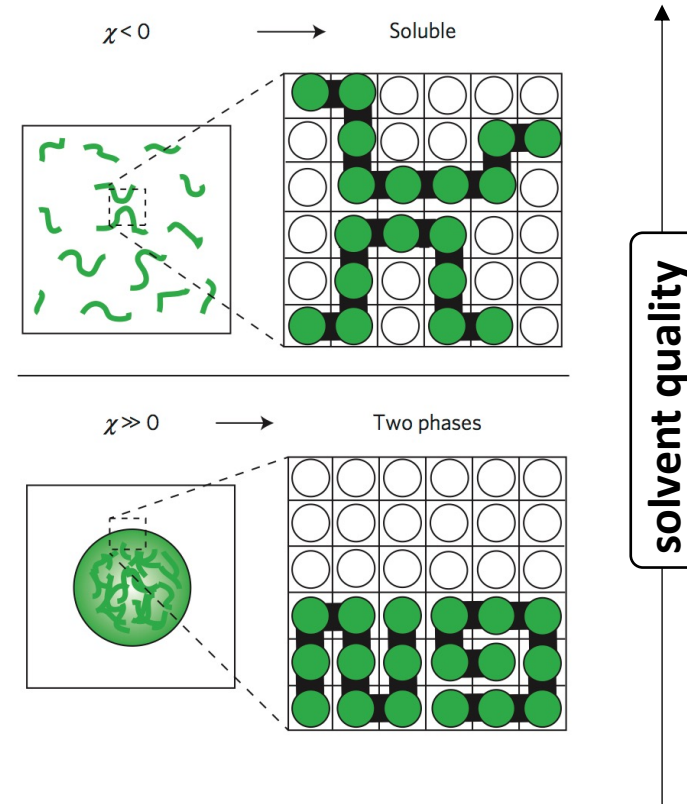 χ < 0
Soluble
χ ≫ 0
Two phases
solvent quality